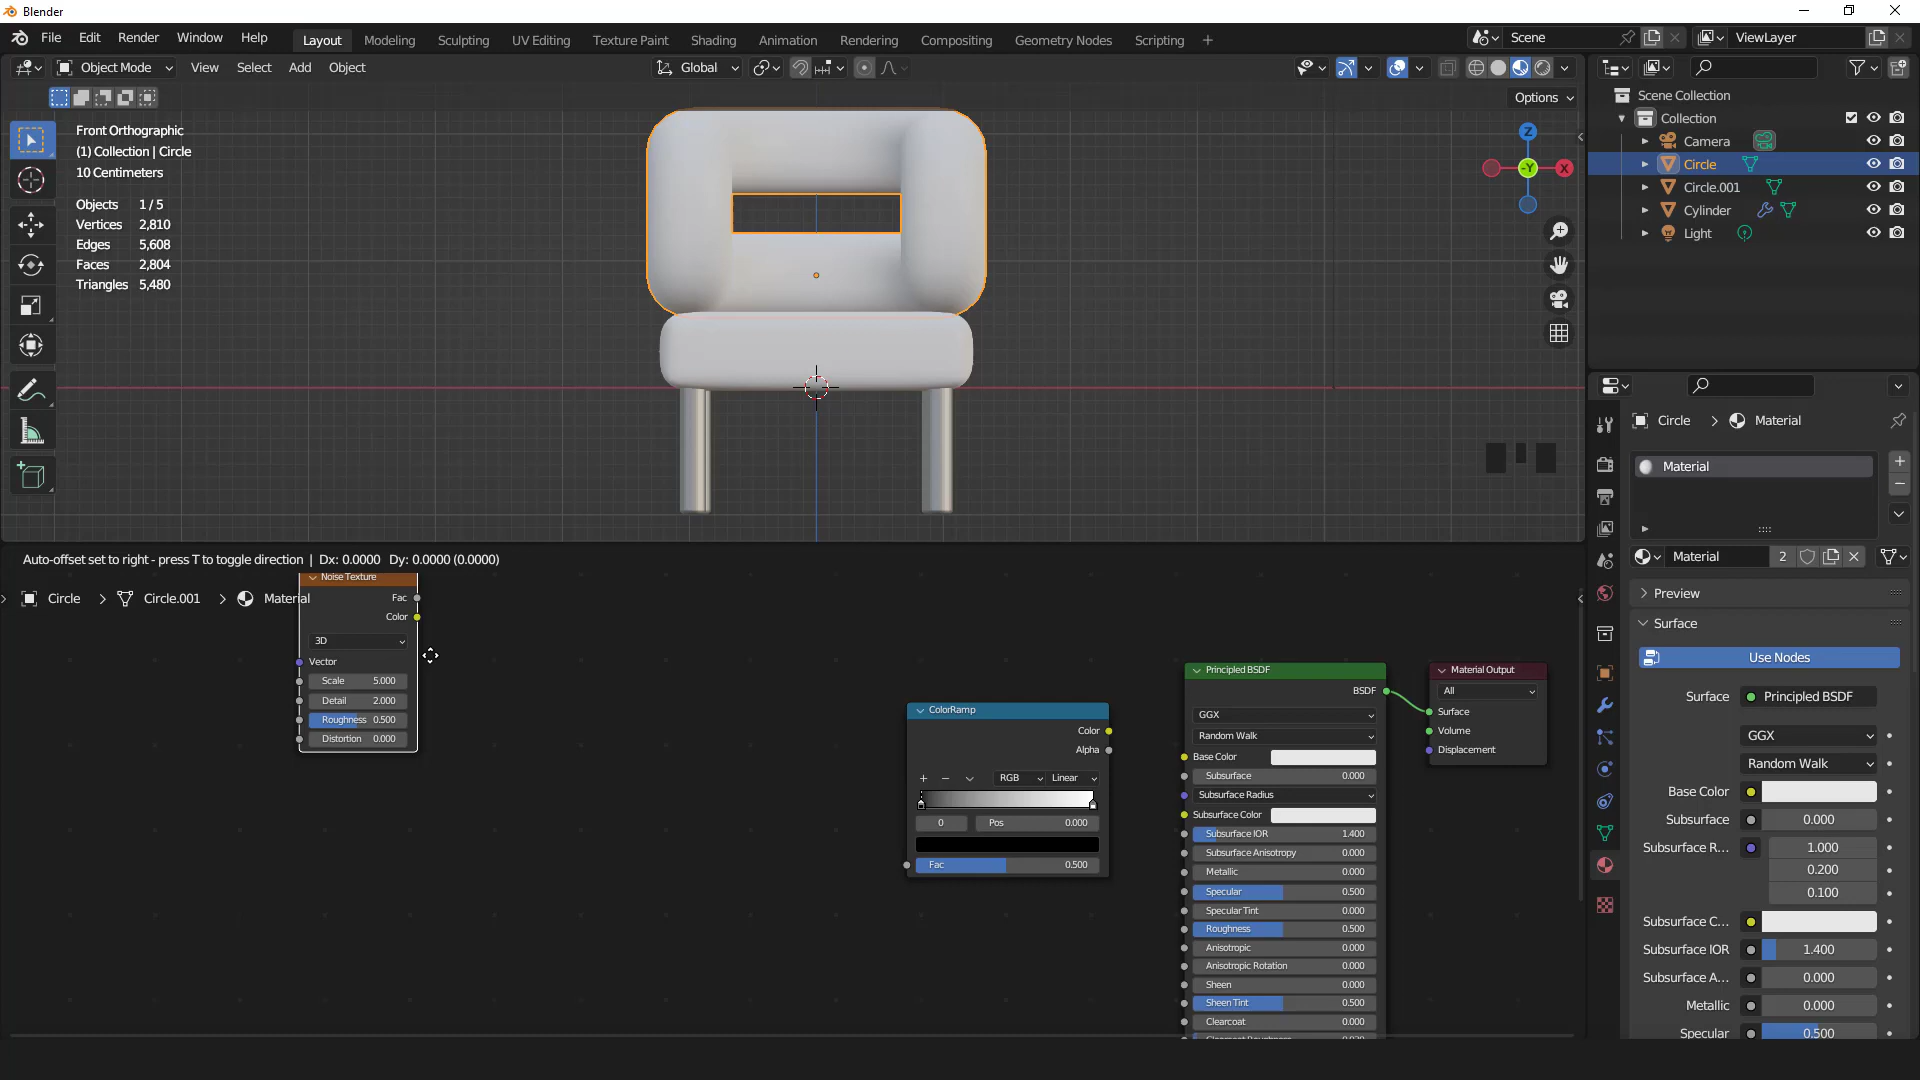 Blender
File Edit Render Window Help
Layout Modeling Sculpting UV Editing Texture Paint Shading Animation Rendering Compositing Geometry Nodes Scripting +
Scene
ViewLayer
Object Mode View Select Add Object
Global
Options
Front Orthographic
(1) Collection | Circle
10 Centimeters
Objects 1 / 5
Vertices 2,810
Edges 5,608
Faces 2,804
Triangles 5,480
Z
-Y
X
Scene Collection
Collection
Camera
Circle
Circle.001
Cylinder
Light
Auto-offset set to right - press T to toggle direction | Dx: 0.0000 Dy: 0.0000 (0.0000)
Circle > Circle.001 > Material
Noise Texture
Fac
Color
3D
Vector
Scale 5.000
Detail 2.000
Roughness 0.500
Distortion 0.000
ColorRamp
Color
Alpha
+ − RGB Linear
0 Pos 0.000
Fac 0.500
Principled BSDF
BSDF
GGX
Random Walk
Base Color
Subsurface 0.000
Subsurface Radius
Subsurface Color
Subsurface IOR 1.400
Subsurface Anisotropy 0.000
Metallic 0.000
Specular 0.500
Specular Tint 0.000
Roughness 0.500
Anisotropic 0.000
Anisotropic Rotation 0.000
Sheen 0.000
Sheen Tint 0.500
Clearcoat 0.000
Material Output
All
Surface
Volume
Displacement
Circle > Material
Material
Material 2
Preview
Surface
Use Nodes
Surface Principled BSDF
GGX
Random Walk
Base Color
Subsurface 0.000
Subsurface R... 1.000
0.200
0.100
Subsurface C...
Subsurface IOR 1.400
Subsurface A... 0.000
Metallic 0.000
Specular 0.500